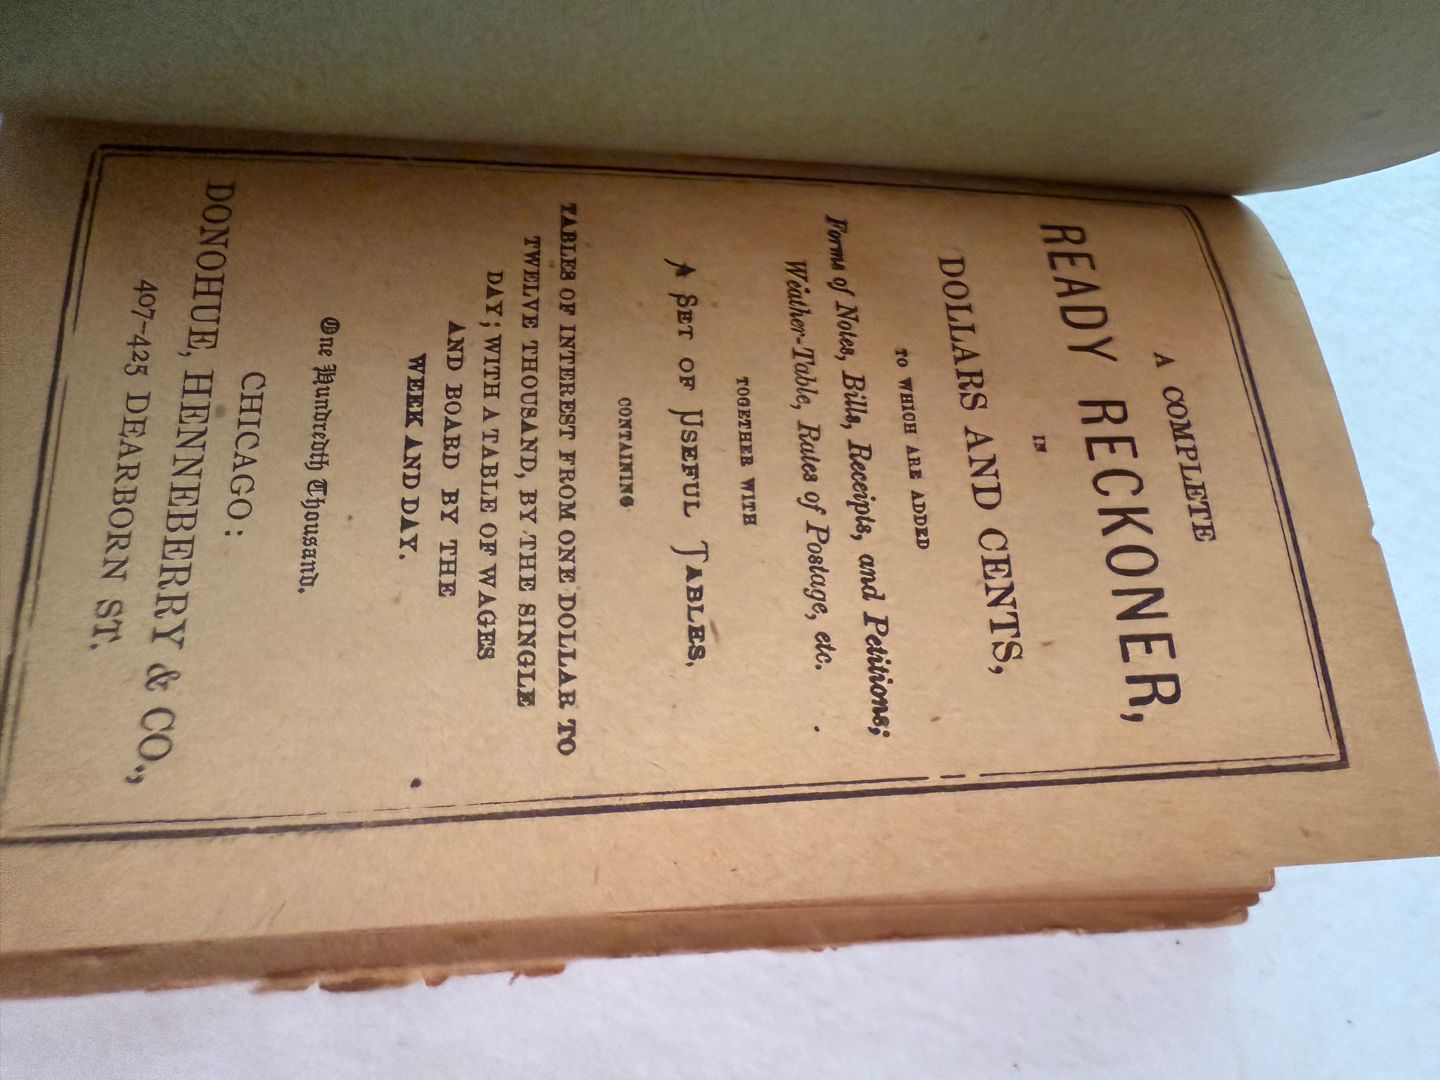 A COMPLETE
READY RECKONER,
IN
DOLLARS AND CENTS,
TO WHICH ARE ADDED
Forms of Notes, Bills, Receipts, and Petitions;
Weather-Table, Rates of Postage, etc.
TOGETHER WITH
A SET OF USEFUL TABLES,
CONTAINING
TABLES OF INTEREST FROM ONE DOLLAR TO
TWELVE THOUSAND, BY THE SINGLE
DAY; WITH A TABLE OF WAGES
AND BOARD BY THE
WEEK AND DAY.
One Hundredth Thousand.
CHICAGO:
DONOHUE, HENNEBERRY & CO.,
407-425 DEARBORN ST.